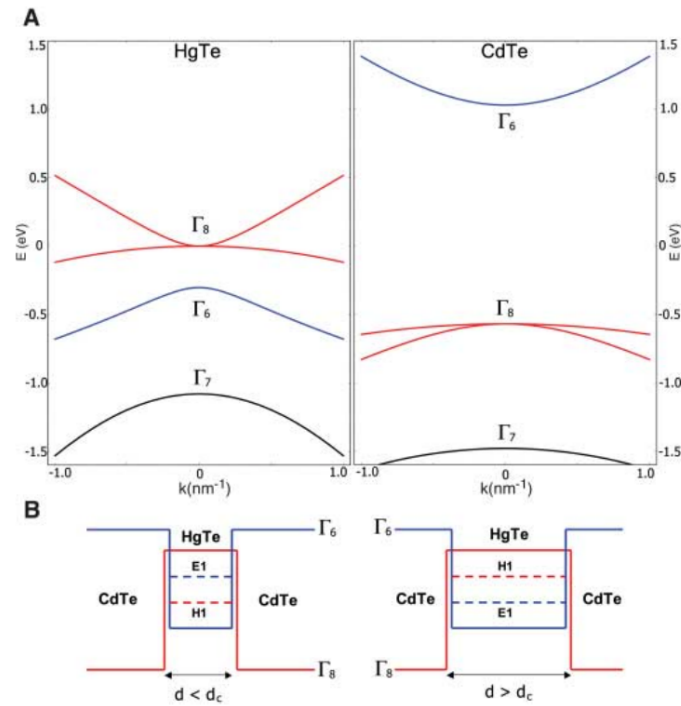 A
HgTe
CdTe
1.5
1.0
0.5
0
-0.5
-1.0
-1.5
E (eV)
Γ8
Γ6
Γ7
-1.0
0
1.0
k(nm⁻¹)
Γ6
Γ8
Γ7
1.5
1.0
0.5
0
-0.5
-1.0
-1.5
E (eV)
-1.0
0
1.0
k(nm⁻¹)
B
HgTe
Γ6
CdTe
E1
H1
CdTe
Γ8
d < dc
Γ6
HgTe
CdTe
H1
E1
CdTe
Γ8
d > dc